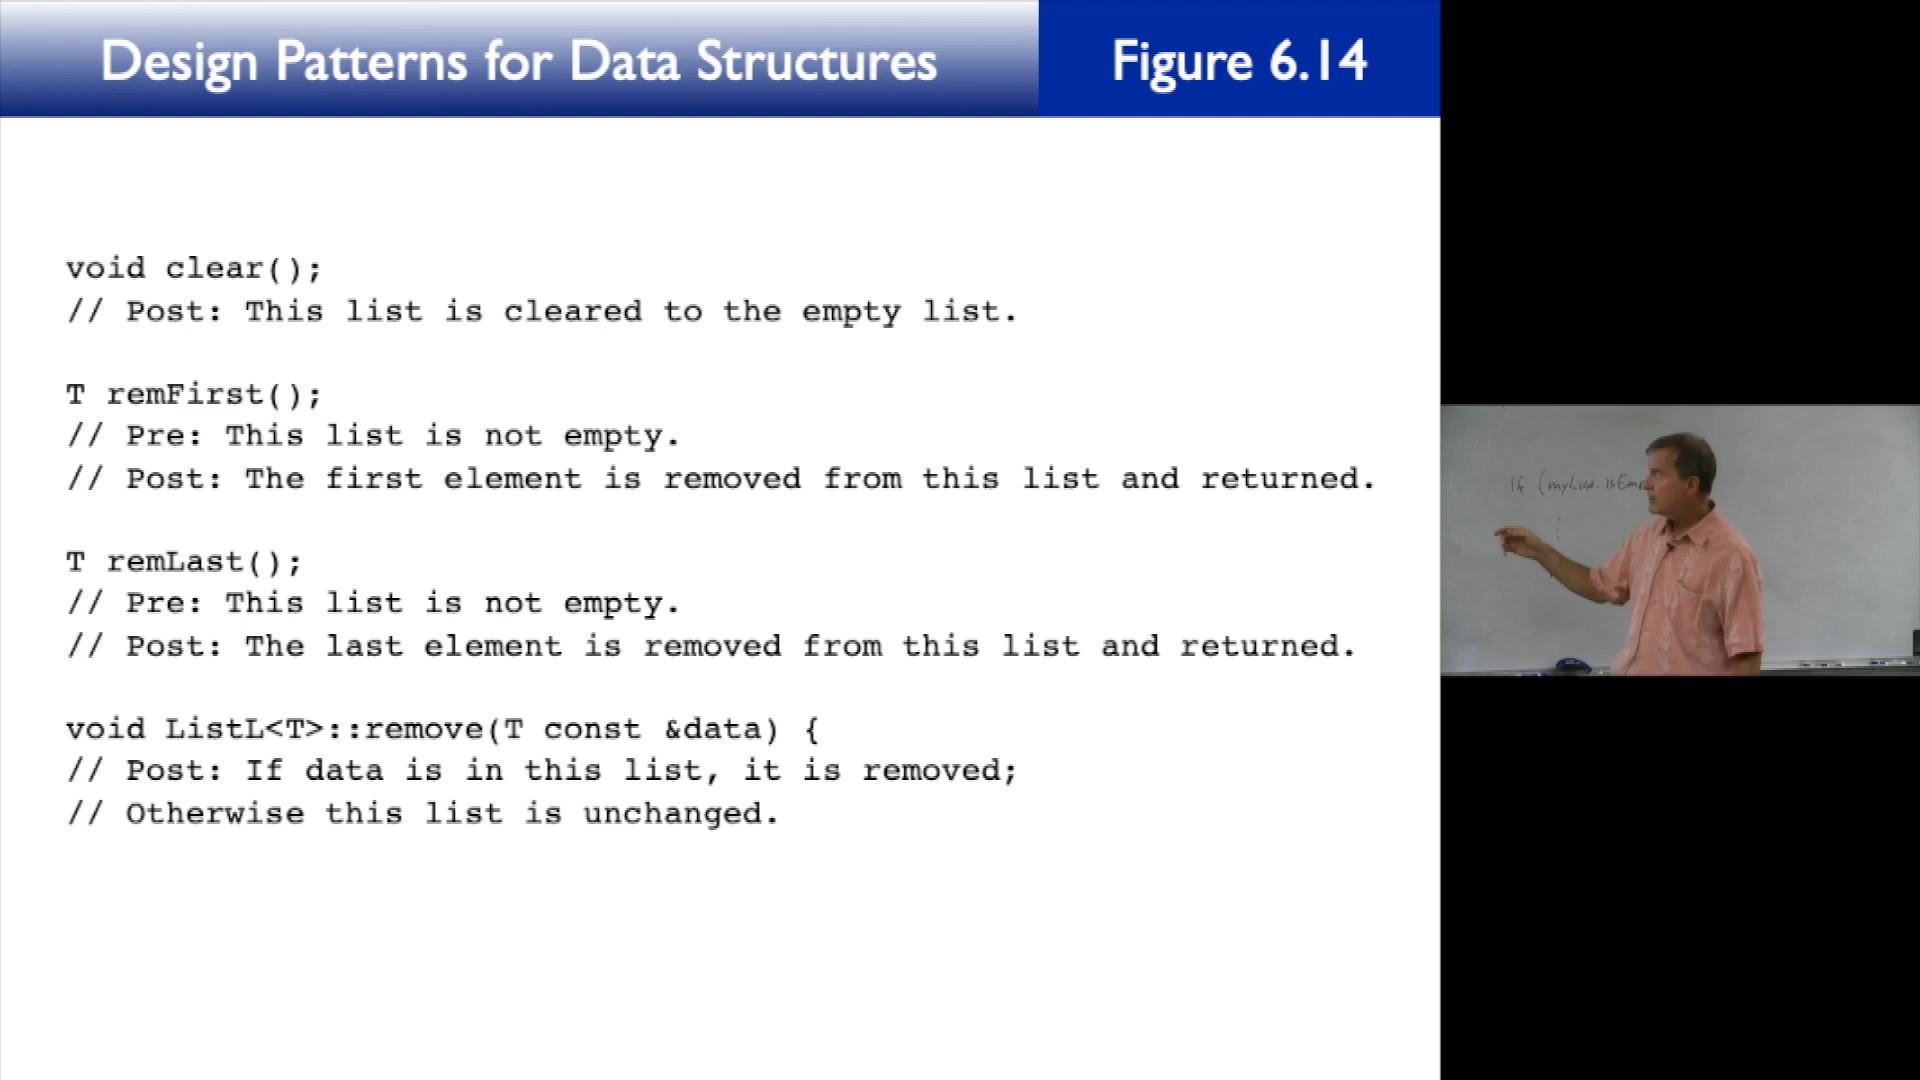 Design Patterns for Data Structures
Figure 6.14
void clear();
// Post: This list is cleared to the empty list.
T remFirst();
// Pre: This list is not empty.
// Post: The first element is removed from this list and returned.
T remLast();
// Pre: This list is not empty.
// Post: The last element is removed from this list and returned.
void ListL<T>::remove(T const &data) {
// Post: If data is in this list, it is removed;
// Otherwise this list is unchanged.
if (myList.isEm